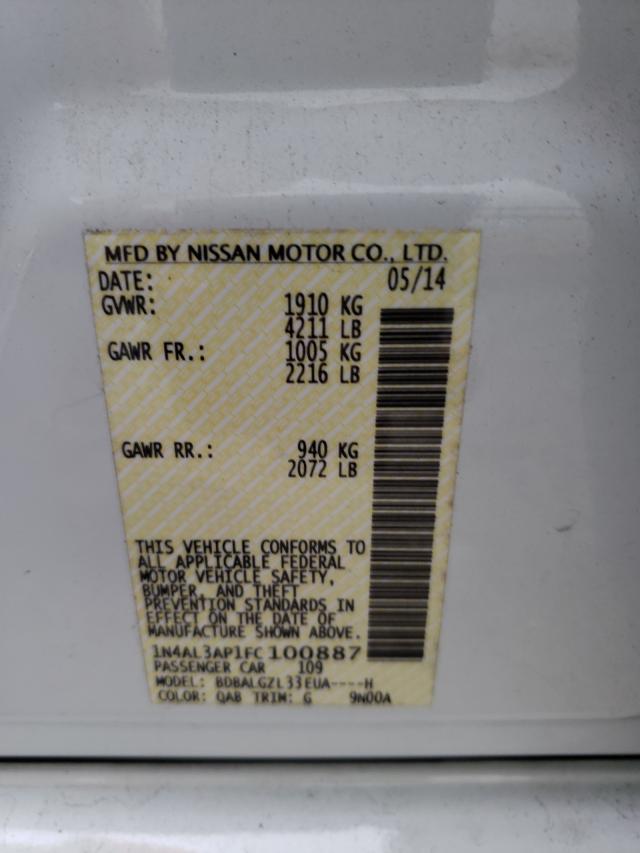 MFD BY NISSAN MOTOR CO., LTD.
DATE: 05/14
GVWR: 1910 KG
4211 LB
GAWR FR.: 1005 KG
2216 LB
GAWR RR.: 940 KG
2072 LB
THIS VEHICLE CONFORMS TO
ALL APPLICABLE FEDERAL
MOTOR VEHICLE SAFETY,
BUMPER, AND THEFT
PREVENTION STANDARDS IN
EFFECT ON THE DATE OF
MANUFACTURE SHOWN ABOVE.
1N4AL3AP1FC100887
PASSENGER CAR 109
MODEL: BDBALGZL33EUA----H
COLOR: QAB TRIM: G 9N00A